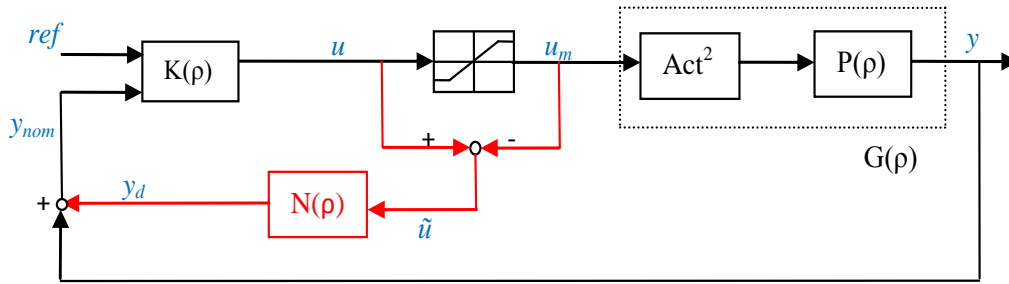 ref
K(ρ)
u
u_m
Act²
P(ρ)
y
y_nom
+
-
G(ρ)
+
y_d
N(ρ)
ũ